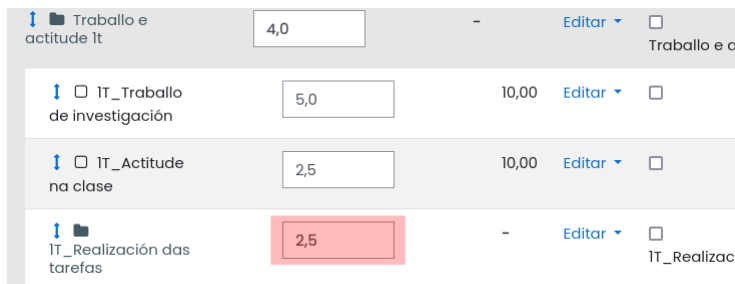 Traballo e
actitude 1t
4,0
-
Editar
Traballo e a
1T_Traballo
de investigación
5,0
10,00
Editar
1T_Actitude
na clase
2,5
10,00
Editar
1T_Realización das
tarefas
2,5
-
Editar
1T_Realizac